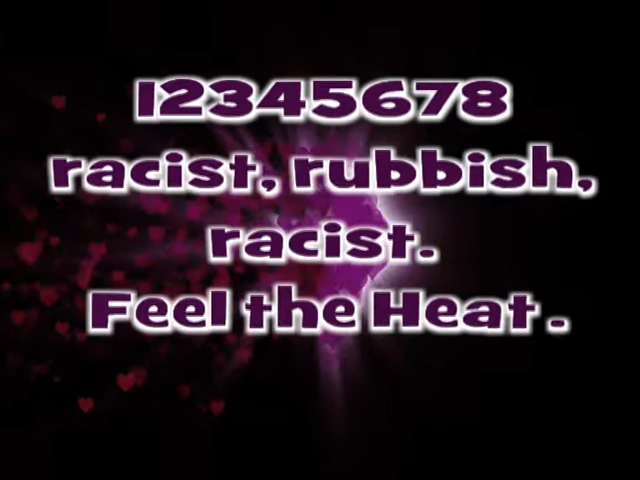 12345678
racist, rubbish,
racist.
Feel the Heat .